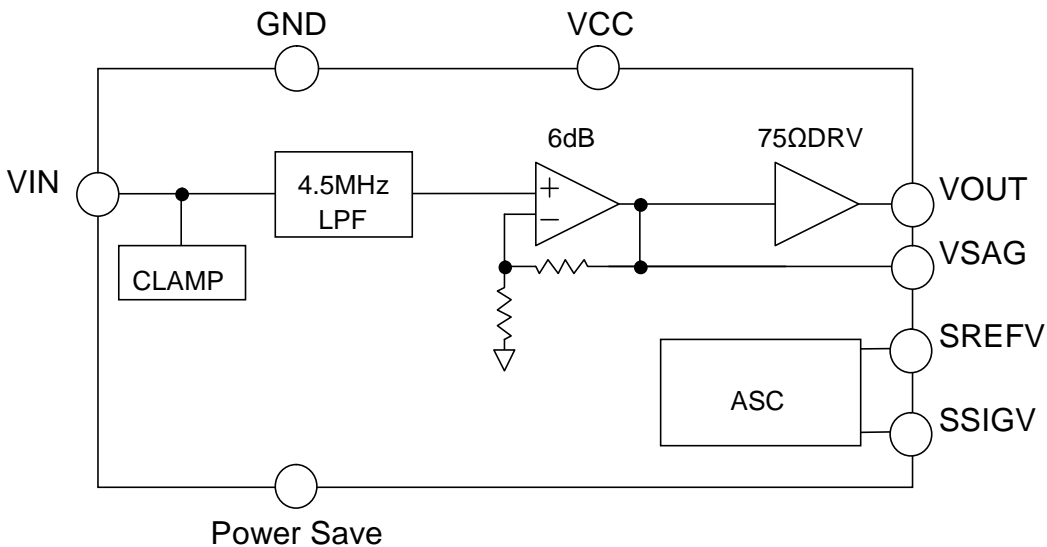 GND
VCC
6dB
75ΩDRV
VIN
4.5MHz
LPF
+
−
VOUT
CLAMP
VSAG
SREFV
ASC
SSIGV
Power Save